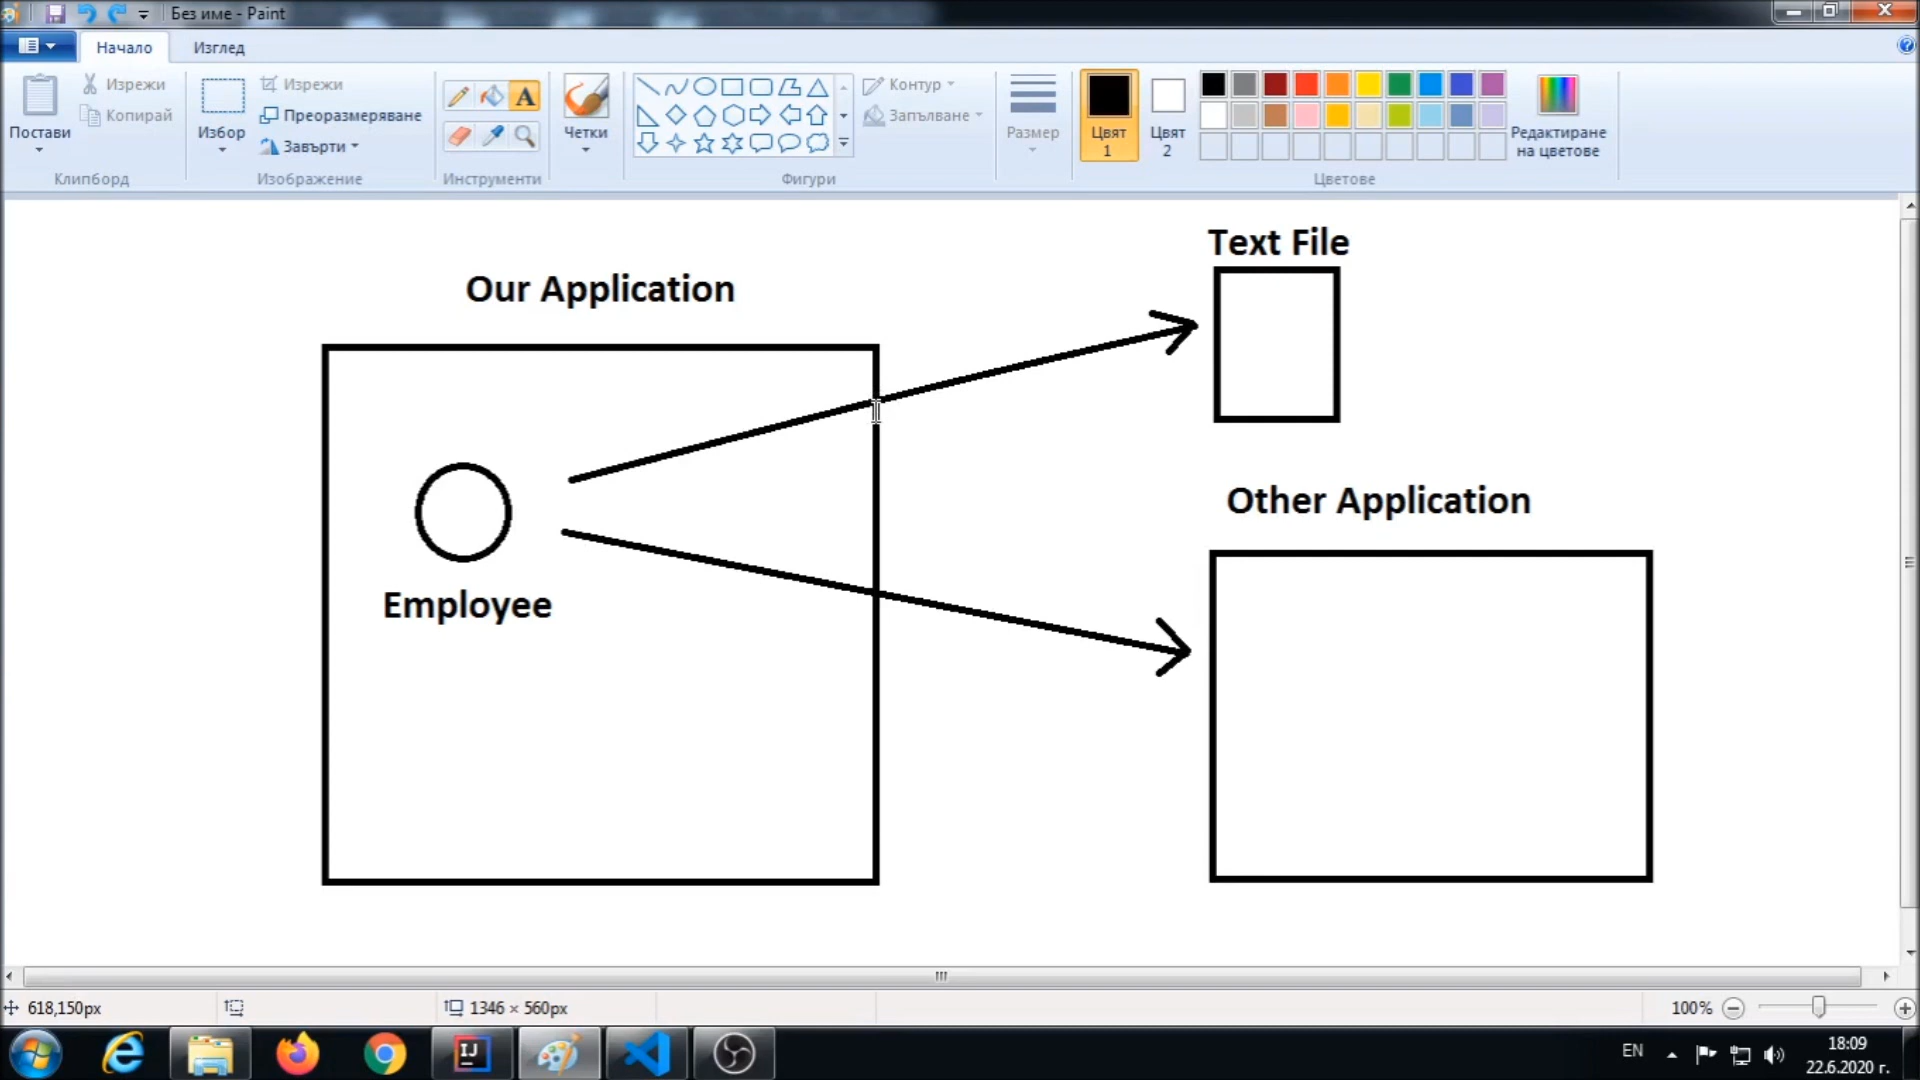 Без име - Paint
Начало
Изглед
Постави
Изрежи
Копирай
Клипборд
Избор
Изрежи
Преоразмеряване
Завърти
Изображение
A
Инструменти
Четки
Фигури
Контур
Запълване
Размер
Цвят 1
Цвят 2
Редактиране на цветове
Цветове
Text File
Our Application
Other Application
Employee
618,150px
1346 × 560px
100%
IJ
EN
18:09
22.6.2020 г.